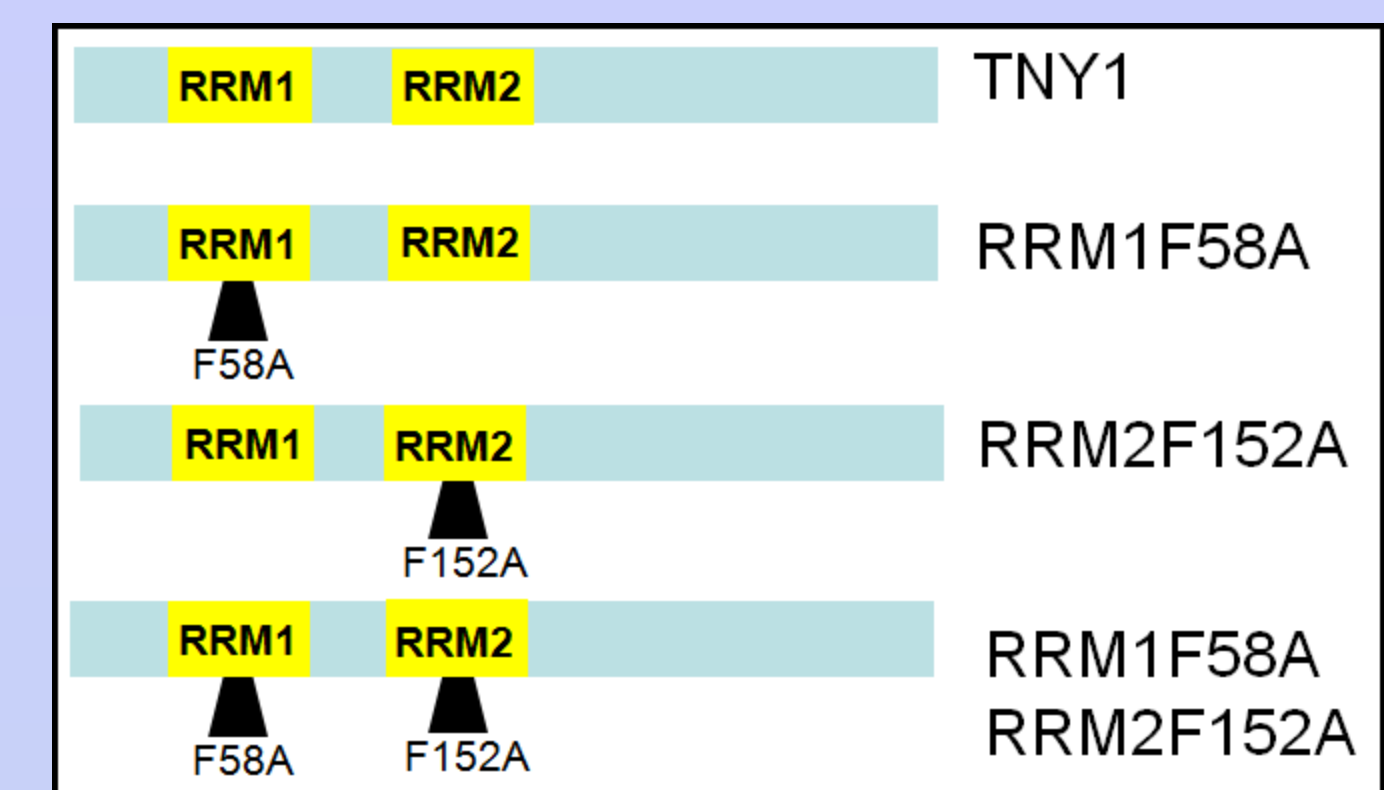 RRM1 RRM2 TNY1
RRM1 RRM2 RRM1F58A
F58A
RRM1 RRM2 RRM2F152A
F152A
RRM1 RRM2 RRM1F58A
RRM2F152A
F58A F152A